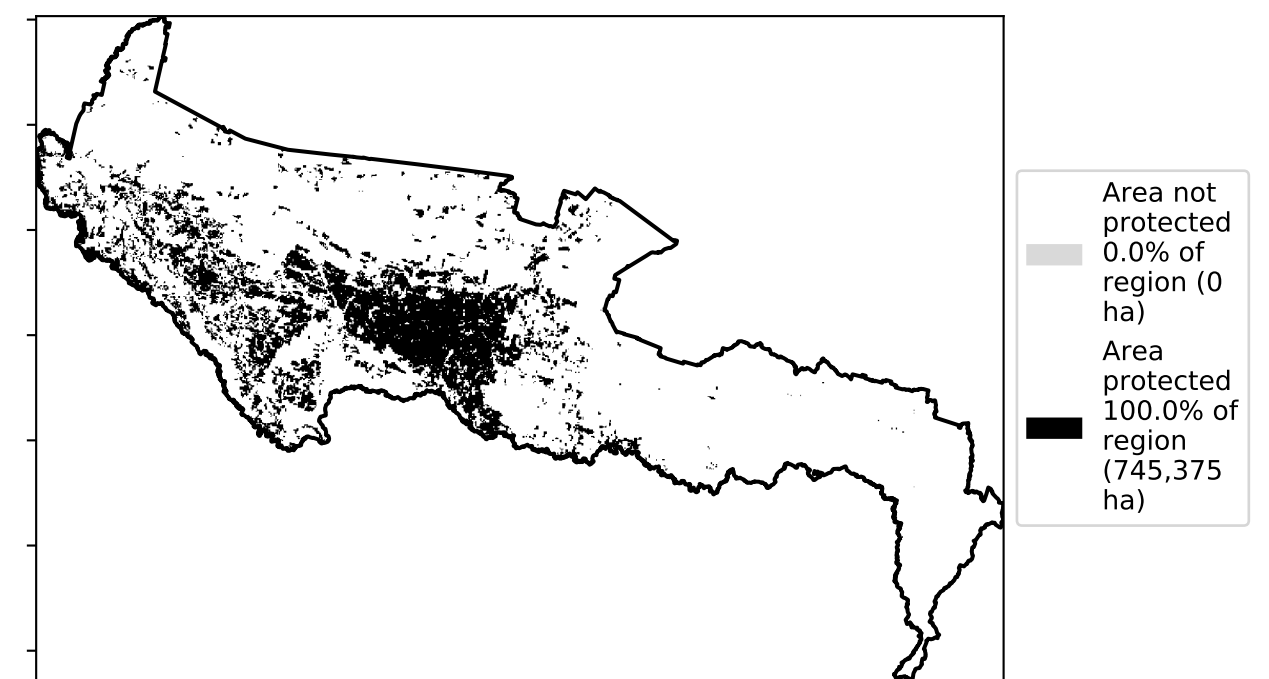 Area not
protected
0.0% of
region (0
ha)
Area
protected
100.0% of
region
(745,375
ha)